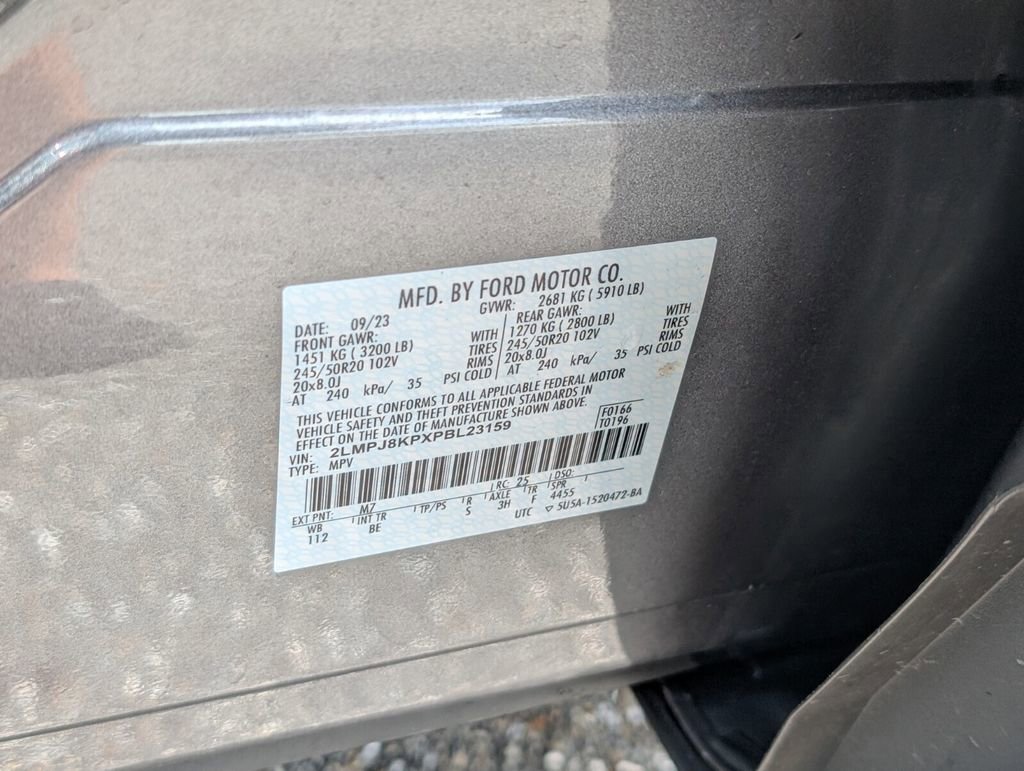 MFD. BY FORD MOTOR CO.
DATE: 09/23 GVWR: 2681 KG ( 5910 LB)
FRONT GAWR: WITH REAR GAWR: WITH
1451 KG ( 3200 LB) TIRES 1270 KG ( 2800 LB) TIRES
245/50R20 102V RIMS 245/50R20 102V RIMS
20x8.0J 20x8.0J
AT 240 kPa/ 35 PSI COLD AT 240 kPa/ 35 PSI COLD
THIS VEHICLE CONFORMS TO ALL APPLICABLE FEDERAL MOTOR
VEHICLE SAFETY AND THEFT PREVENTION STANDARDS IN
EFFECT ON THE DATE OF MANUFACTURE SHOWN ABOVE.
VIN: 2LMPJ8KPXPBL23159 F0166
TYPE: MPV T0196
EXT PNT: M7 RC: 25 DSO:
WB INT TR TP/PS R AXLE TR SPR
112 BE S 3H F 4455
UTC ▽ 5U5A-1520472-BA